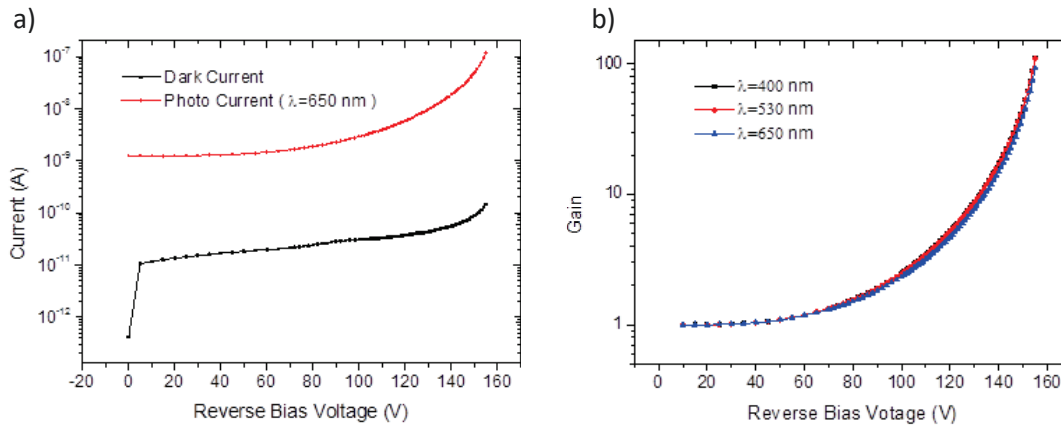 a)
b)
10^-7
10^-8
10^-9
10^-10
10^-11
10^-12
Current (A)
Dark Current
Photo Current ( λ=650 nm )
-20 0 20 40 60 80 100 120 140 160
Reverse Bias Voltage (V)
100
10
1
Gain
λ=400 nm
λ=530 nm
λ=650 nm
0 20 40 60 80 100 120 140 160
Reverse Bias Votage (V)